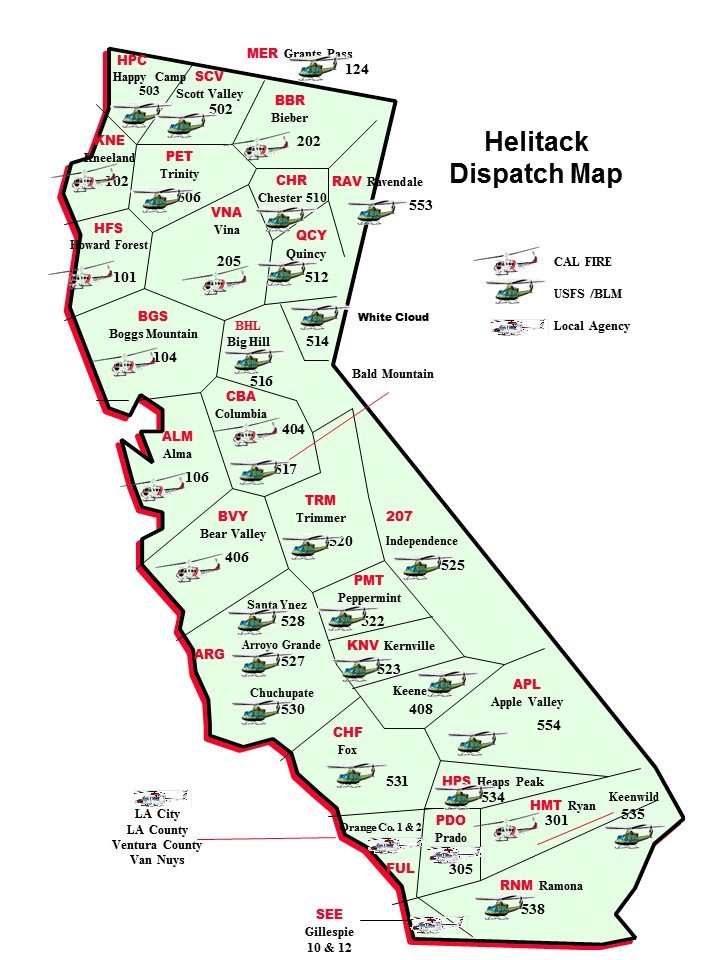 MER Grants Pass
124
HPC
Happy Camp
503
SCV
Scott Valley
502
BBR
Bieber
202
Helitack
Dispatch Map
KNE
Kneeland
102
PET
Trinity
506
CHR
Chester 510
RAV Ravendale
553
HFS
Howard Forest
101
VNA
Vina
205
QCY
Quincy
512
CAL FIRE
USFS /BLM
Local Agency
BGS
Boggs Mountain
104
BHL
Big Hill
516
514
White Cloud
Bald Mountain
CBA
Columbia
404
517
ALM
Alma
106
BVY
Bear Valley
406
TRM
Trimmer
520
207
Independence
525
PMT
Peppermint
522
Santa Ynez
528
ARG
Arroyo Grande
527
KNV Kernville
523
Chuchupate
530
Keene
408
APL
Apple Valley
554
CHF
Fox
531
HPS Heaps Peak
534
LA City
LA County
Ventura County
Van Nuys
Orange Co. 1 & 2
FUL
PDO
Prado
305
HMT Ryan
301
Keenwild
535
RNM Ramona
538
SEE
Gillespie
10 & 12